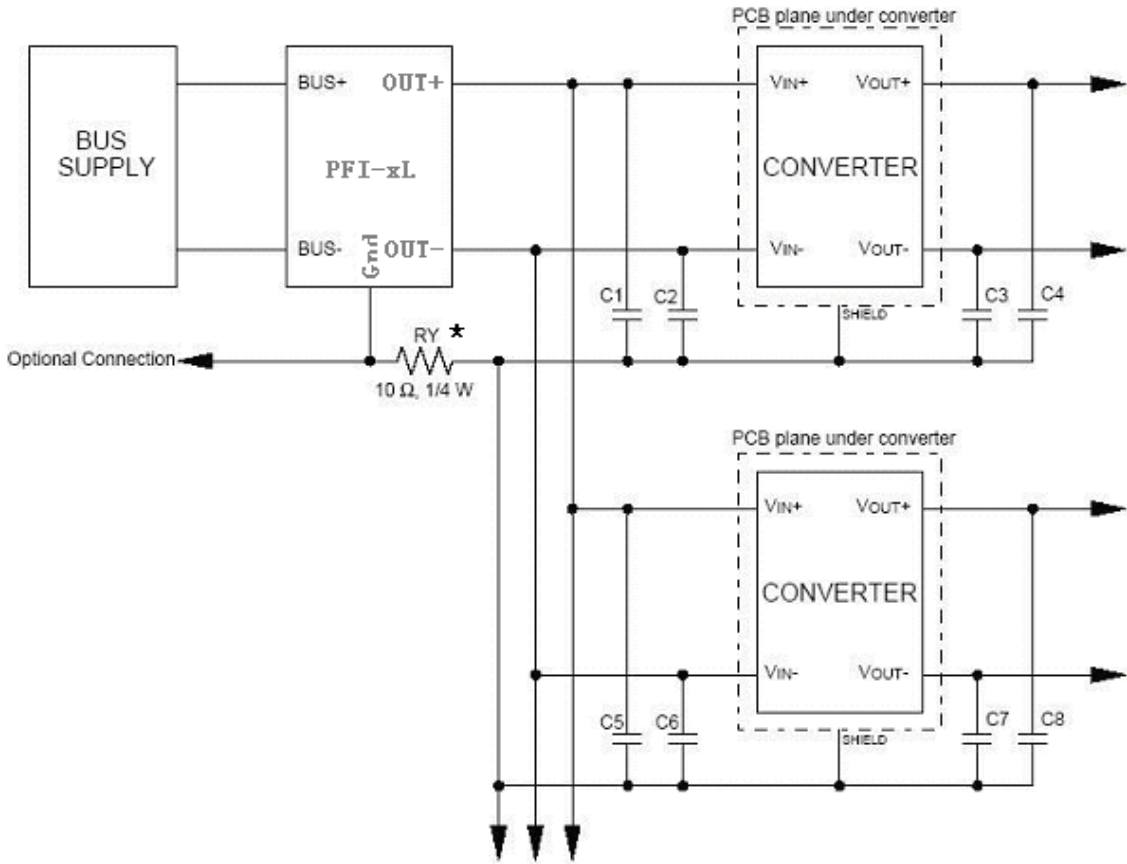 PCB plane under converter
BUS
SUPPLY
BUS+ OUT+
PFI-xL
BUS- OUT-
Gnd
VIN+ VOUT+
CONVERTER
VIN- VOUT-
C1 C2
SHIELD
C3 C4
Optional Connection
RY *
10 Ω, 1/4 W
PCB plane under converter
VIN+ VOUT+
CONVERTER
VIN- VOUT-
C5 C6
SHIELD
C7 C8